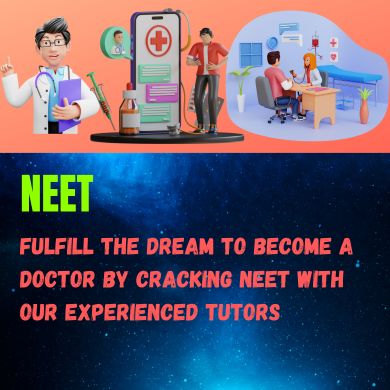 NEET
FULFILL THE DREAM TO BECOME A
DOCTOR BY CRACKING NEET WITH
OUR EXPERIENCED TUTORS